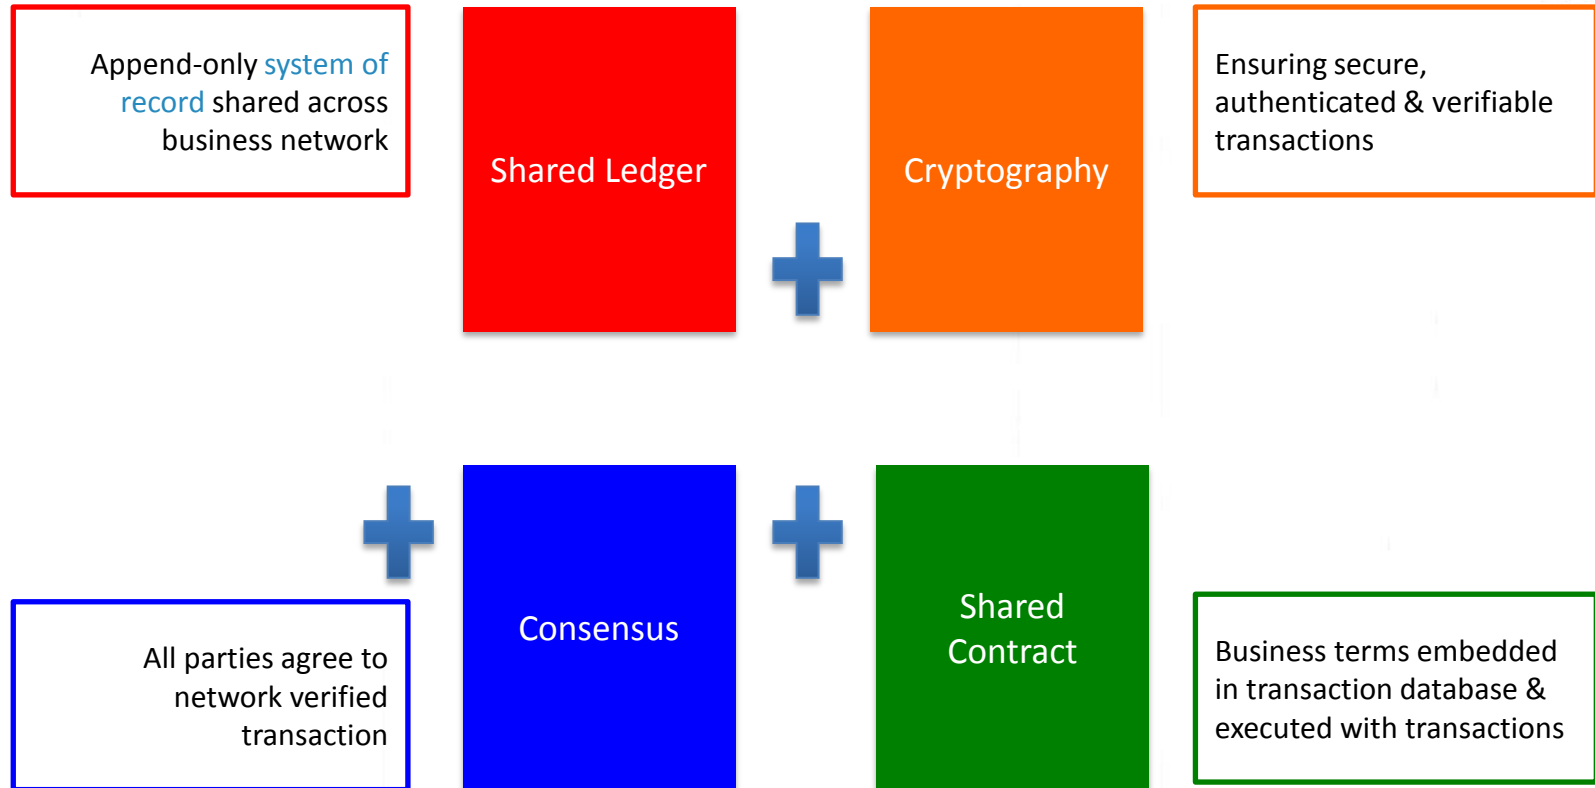 Append-only system of
record shared across
business network
Shared Ledger
Cryptography
Ensuring secure,
authenticated & verifiable
transactions
All parties agree to
network verified
transaction
Consensus
Shared
Contract
Business terms embedded
in transaction database &
executed with transactions